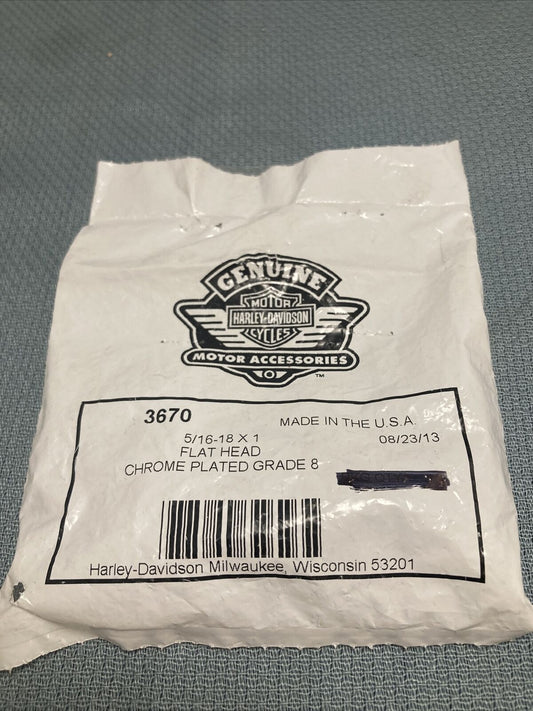 GENUINE
MOTOR
HARLEY-DAVIDSON
CYCLES
MOTOR ACCESSORIES
™
3670
MADE IN THE U.S.A.
5/16-18 X 1
08/23/13
FLAT HEAD
CHROME PLATED GRADE 8
Harley-Davidson Milwaukee, Wisconsin 53201